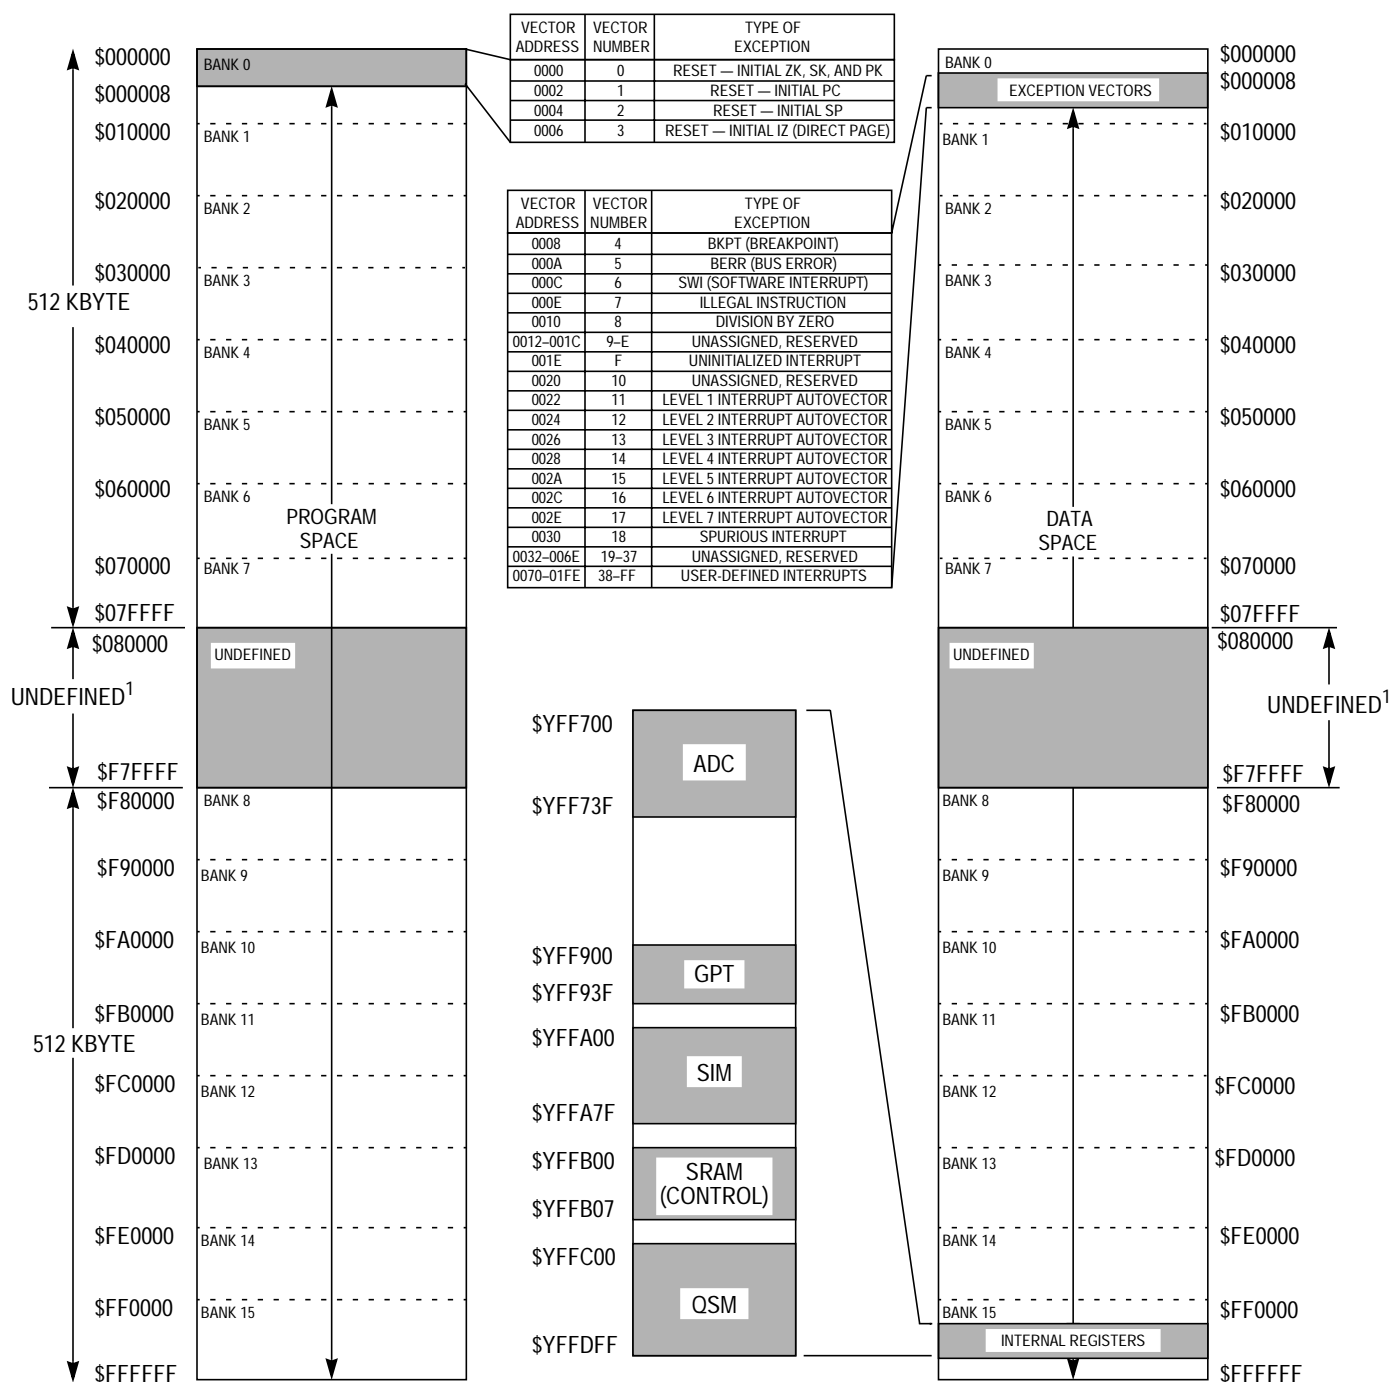 $000000
$000008
$010000
$020000
$030000
512 KBYTE
$040000
$050000
$060000
$070000
$07FFFF
$080000
UNDEFINED1
$F7FFFF
$F80000
$F90000
$FA0000
$FB0000
512 KBYTE
$FC0000
$FD0000
$FE0000
$FF0000
$FFFFFF
BANK 0
BANK 1
BANK 2
BANK 3
BANK 4
BANK 5
BANK 6
PROGRAM
SPACE
BANK 7
UNDEFINED
BANK 8
BANK 9
BANK 10
BANK 11
BANK 12
BANK 13
BANK 14
BANK 15
VECTOR ADDRESS VECTOR NUMBER TYPE OF EXCEPTION
0000 0 RESET — INITIAL ZK, SK, AND PK
0002 1 RESET — INITIAL PC
0004 2 RESET — INITIAL SP
0006 3 RESET — INITIAL IZ (DIRECT PAGE)
VECTOR ADDRESS VECTOR NUMBER TYPE OF EXCEPTION
0008 4 BKPT (BREAKPOINT)
000A 5 BERR (BUS ERROR)
000C 6 SWI (SOFTWARE INTERRUPT)
000E 7 ILLEGAL INSTRUCTION
0010 8 DIVISION BY ZERO
0012–001C 9–E UNASSIGNED, RESERVED
001E F UNINITIALIZED INTERRUPT
0020 10 UNASSIGNED, RESERVED
0022 11 LEVEL 1 INTERRUPT AUTOVECTOR
0024 12 LEVEL 2 INTERRUPT AUTOVECTOR
0026 13 LEVEL 3 INTERRUPT AUTOVECTOR
0028 14 LEVEL 4 INTERRUPT AUTOVECTOR
002A 15 LEVEL 5 INTERRUPT AUTOVECTOR
002C 16 LEVEL 6 INTERRUPT AUTOVECTOR
002E 17 LEVEL 7 INTERRUPT AUTOVECTOR
0030 18 SPURIOUS INTERRUPT
0032–006E 19–37 UNASSIGNED, RESERVED
0070–01FE 38–FF USER-DEFINED INTERRUPTS
$YFF700
ADC
$YFF73F
$YFF900
GPT
$YFF93F
$YFFA00
SIM
$YFFA7F
$YFFB00
SRAM
(CONTROL)
$YFFB07
$YFFC00
QSM
$YFFDFF
BANK 0
EXCEPTION VECTORS
BANK 1
BANK 2
BANK 3
BANK 4
BANK 5
BANK 6
DATA
SPACE
BANK 7
UNDEFINED
BANK 8
BANK 9
BANK 10
BANK 11
BANK 12
BANK 13
BANK 14
BANK 15
INTERNAL REGISTERS
$000000
$000008
$010000
$020000
$030000
$040000
$050000
$060000
$070000
$07FFFF
$080000
UNDEFINED1
$F7FFFF
$F80000
$F90000
$FA0000
$FB0000
$FC0000
$FD0000
$FE0000
$FF0000
$FFFFFF